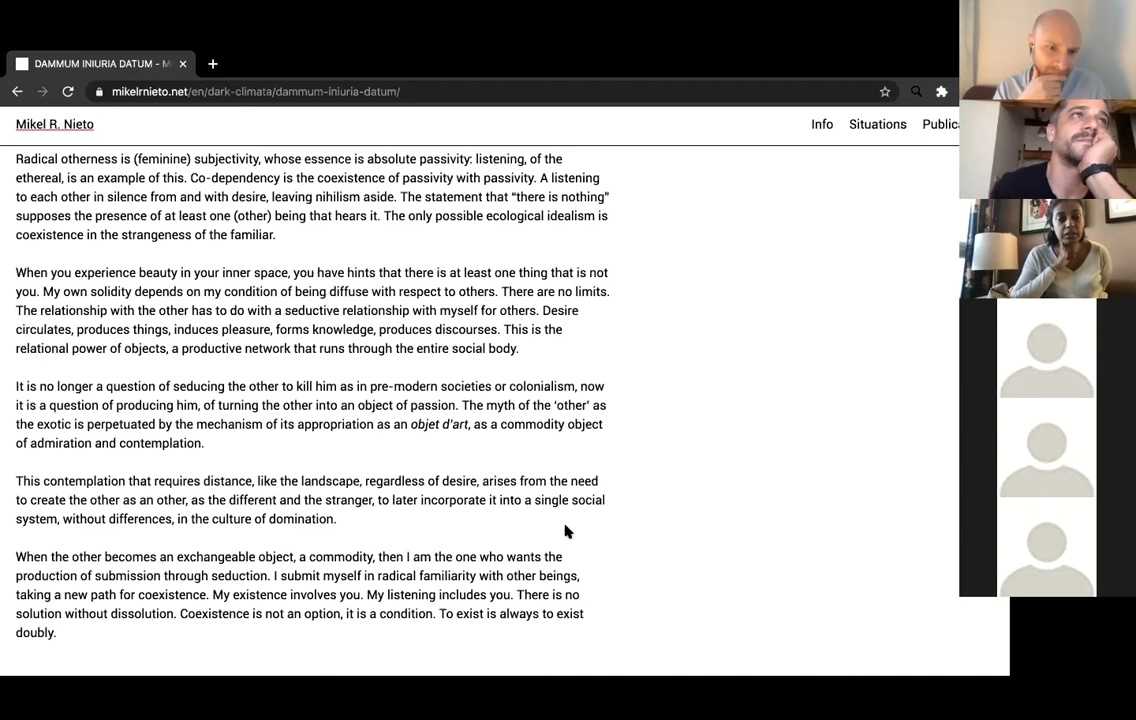 DAMMUM INIURIA DATUM - M
mikelrnieto.net/en/dark-climata/dammum-iniuria-datum/
Mikel R. Nieto
Info Situations Publica
Radical otherness is (feminine) subjectivity, whose essence is absolute passivity: listening, of the
ethereal, is an example of this. Co-dependency is the coexistence of passivity with passivity. A listening
to each other in silence from and with desire, leaving nihilism aside. The statement that “there is nothing”
supposes the presence of at least one (other) being that hears it. The only possible ecological idealism is
coexistence in the strangeness of the familiar.
When you experience beauty in your inner space, you have hints that there is at least one thing that is not
you. My own solidity depends on my condition of being diffuse with respect to others. There are no limits.
The relationship with the other has to do with a seductive relationship with myself for others. Desire
circulates, produces things, induces pleasure, forms knowledge, produces discourses. This is the
relational power of objects, a productive network that runs through the entire social body.
It is no longer a question of seducing the other to kill him as in pre-modern societies or colonialism, now
it is a question of producing him, of turning the other into an object of passion. The myth of the ‘other’ as
the exotic is perpetuated by the mechanism of its appropriation as an objet d’art, as a commodity object
of admiration and contemplation.
This contemplation that requires distance, like the landscape, regardless of desire, arises from the need
to create the other as an other, as the different and the stranger, to later incorporate it into a single social
system, without differences, in the culture of domination.
When the other becomes an exchangeable object, a commodity, then I am the one who wants the
production of submission through seduction. I submit myself in radical familiarity with other beings,
taking a new path for coexistence. My existence involves you. My listening includes you. There is no
solution without dissolution. Coexistence is not an option, it is a condition. To exist is always to exist
doubly.